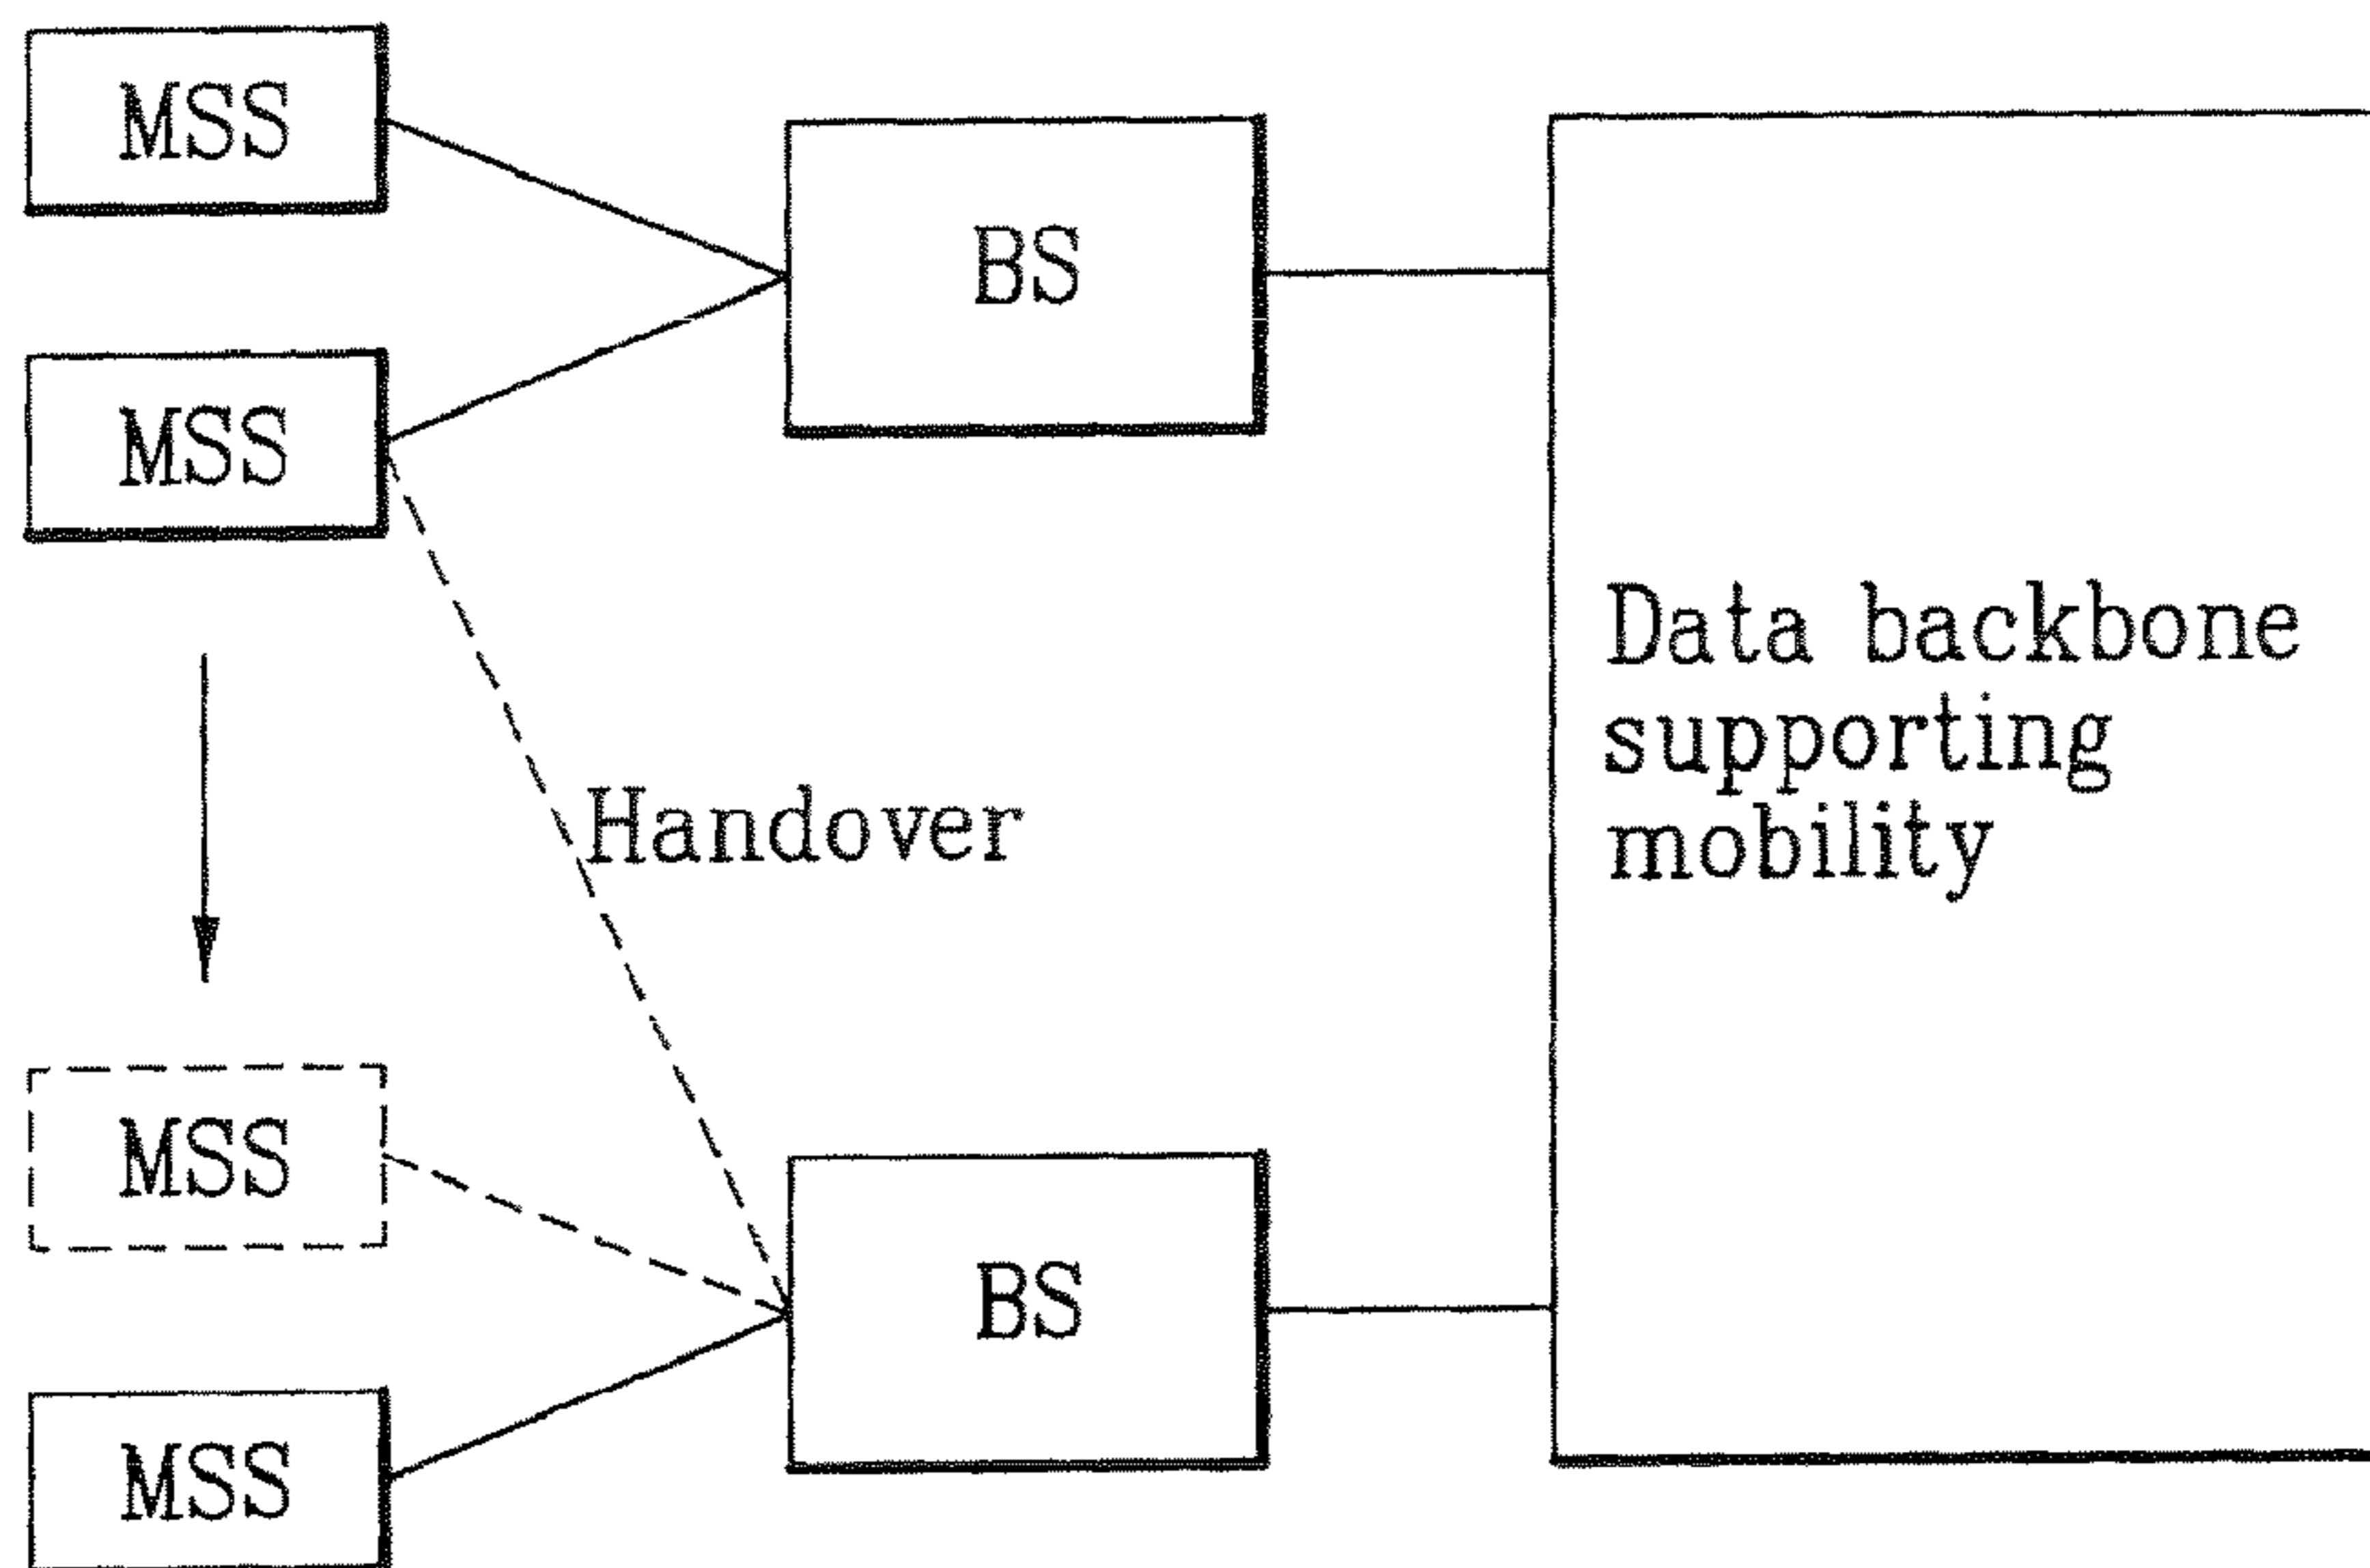 MSS
BS
MSS
Data backbone
supporting
mobility
Handover
MSS
BS
MSS